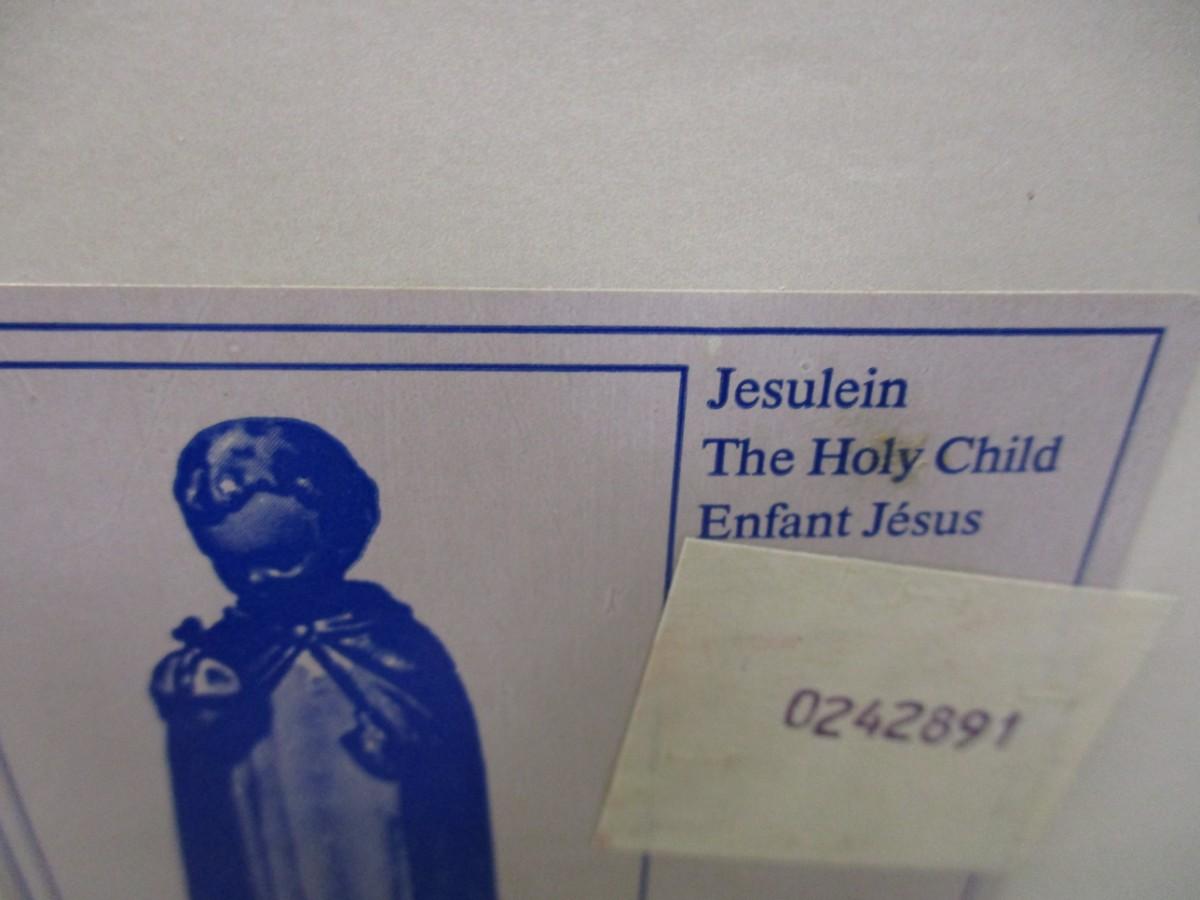 Jesulein
The Holy Child
Enfant Jésus
0242891